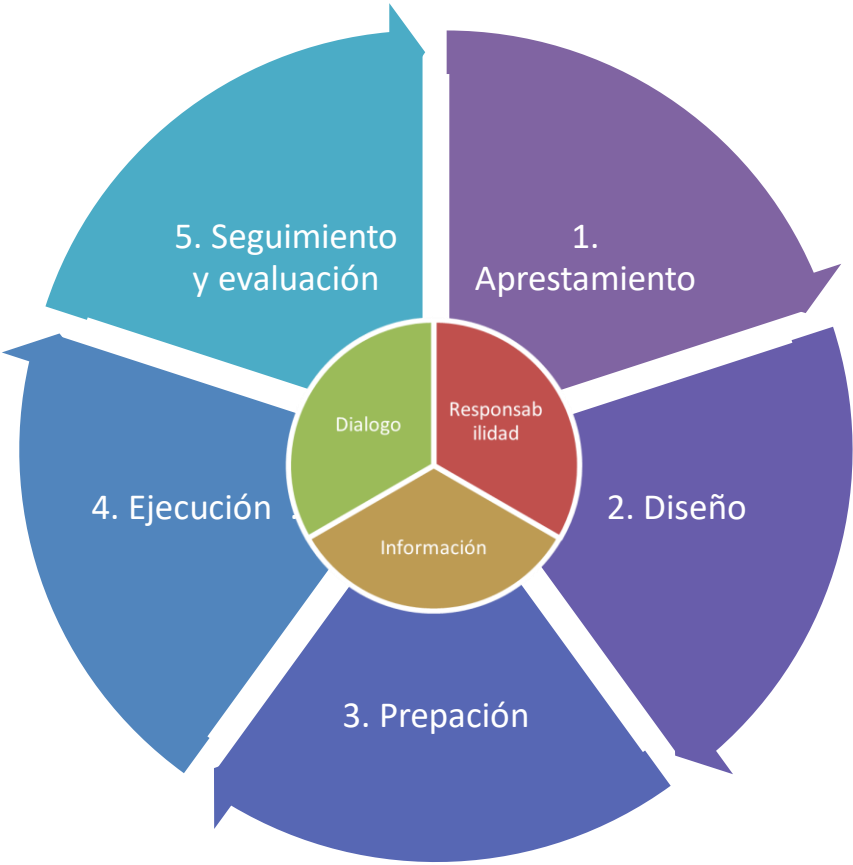 1.
Aprestamiento
2. Diseño
3. Prepación
4. Ejecución .
5. Seguimiento
y evaluación
Responsab
ilidad
Información
Dialogo